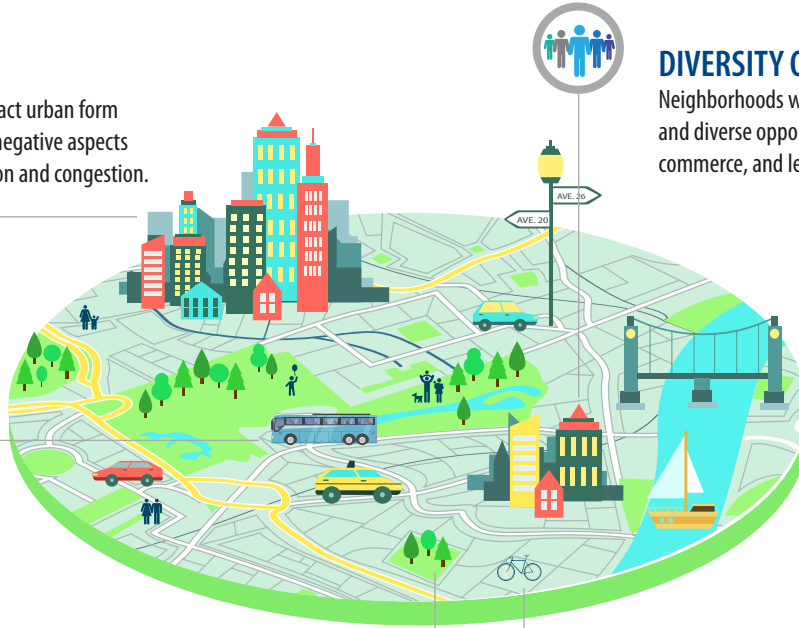 act urban form
negative aspects
on and congestion.
DIVERSITY
Neighborhoods w
and diverse oppo
commerce, and le
AVE. 26
AVE. 20